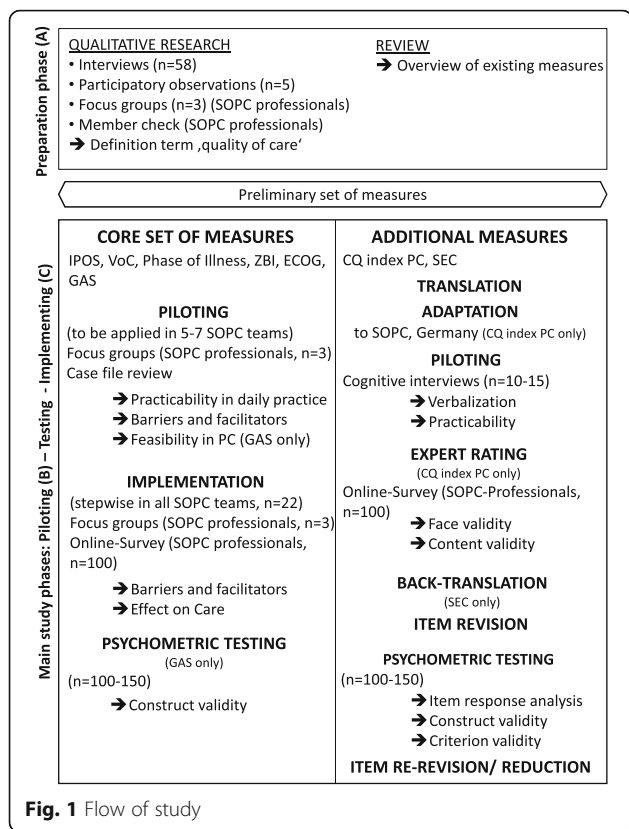 Preparation phase (A)
QUALITATIVE RESEARCH
• Interviews (n=58)
• Participatory observations (n=5)
• Focus groups (n=3) (SOPC professionals)
• Member check (SOPC professionals)
➔ Definition term ‚quality of care‘
REVIEW
➔ Overview of existing measures
Preliminary set of measures
Main study phases: Piloting (B) – Testing - Implementing (C)
CORE SET OF MEASURES
IPOS, VoC, Phase of Illness, ZBI, ECOG,
GAS
PILOTING
(to be applied in 5-7 SOPC teams)
Focus groups (SOPC professionals, n=3)
Case file review
➔ Practicability in daily practice
➔ Barriers and facilitators
➔ Feasibility in PC (GAS only)
IMPLEMENTATION
(stepwise in all SOPC teams, n=22)
Focus groups (SOPC professionals, n=3)
Online-Survey (SOPC professionals,
n=100)
➔ Barriers and facilitators
➔ Effect on Care
PSYCHOMETRIC TESTING
(GAS only)
(n=100-150)
➔ Construct validity
ADDITIONAL MEASURES
CQ index PC, SEC
TRANSLATION
ADAPTATION
to SOPC, Germany (CQ index PC only)
PILOTING
Cognitive interviews (n=10-15)
➔ Verbalization
➔ Practicability
EXPERT RATING
(CQ index PC only)
Online-Survey (SOPC-Professionals,
n=100)
➔ Face validity
➔ Content validity
BACK-TRANSLATION
(SEC only)
ITEM REVISION
PSYCHOMETRIC TESTING
(n=100-150)
➔ Item response analysis
➔ Construct validity
➔ Criterion validity
ITEM RE-REVISION/ REDUCTION
Fig. 1 Flow of study